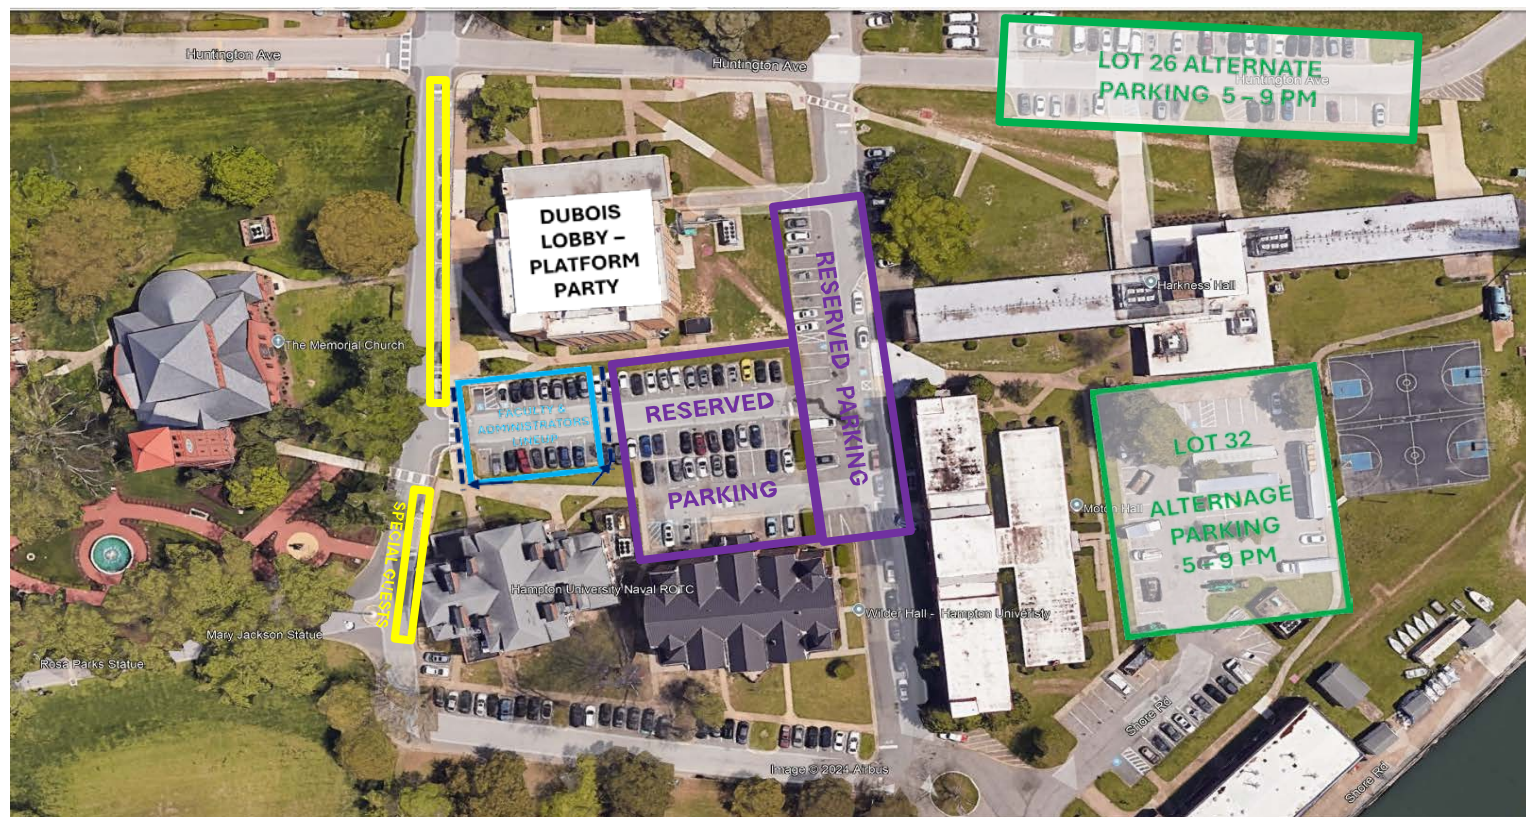 Huntington Ave
Huntington Ave
LOT 26 ALTERNATE
PARKING 5 – 9 PM
Huntington Ave
DUBOIS
LOBBY –
PLATFORM
PARTY
The Memorial Church
Harkness Hall
RESERVED PARKING
FACULTY &
ADMINISTRATORS
LINEUP
RESERVED
PARKING
LOT 32
ALTERNAGE
PARKING
5 – 9 PM
Moton Hall
SPECIAL GUESTS
Hampton University Naval ROTC
Wilder Hall - Hampton Univeristy
Mary Jackson Statue
Rosa Parks Statue
Shore Rd
Image © 2024 Airbus
Shore Rd